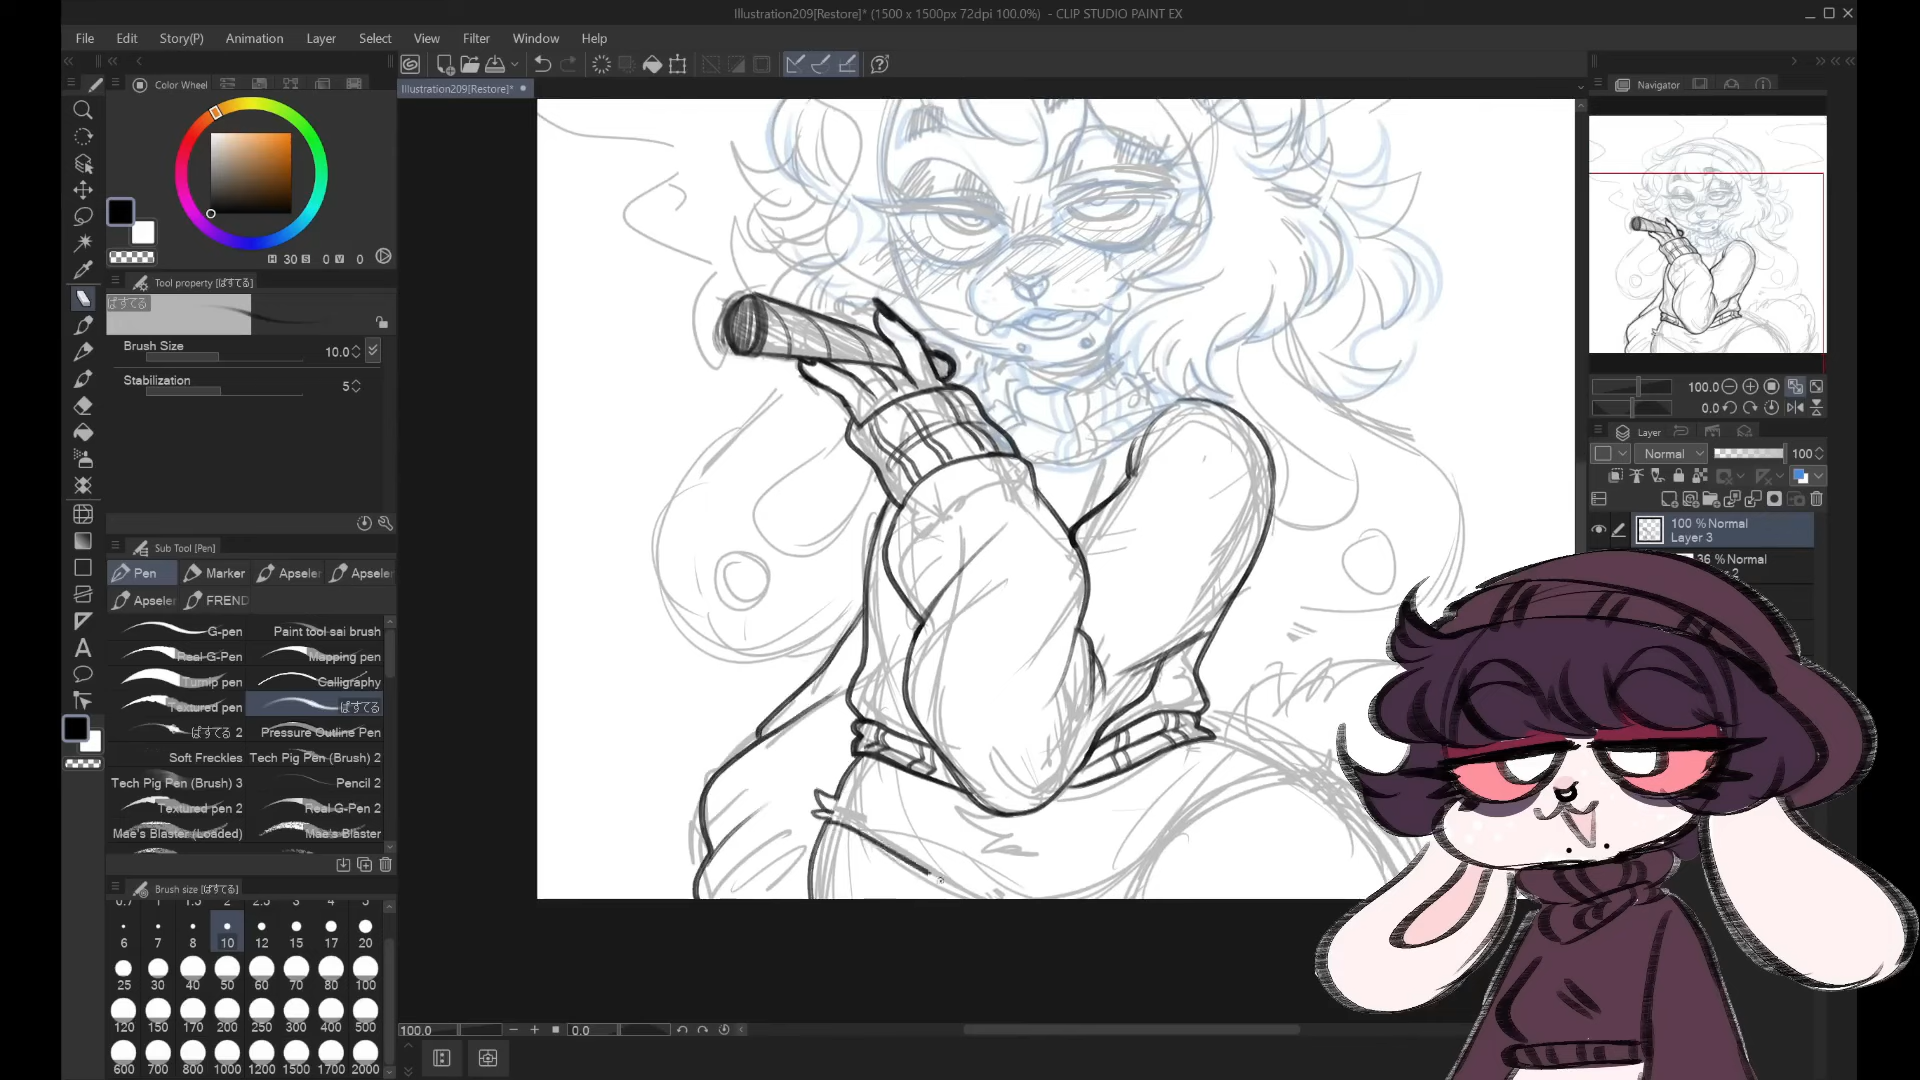 Illustration209[Restore]* (1500 x 1500px 72dpi 100.0%) - CLIP STUDIO PAINT EX
File Edit Story(P) Animation Layer Select View Filter Window Help
Color Wheel
Illustration209[Restore]*
Navigator
H 30 S 0 V 0
Tool property [ぱすてる]
ぱすてる
Brush Size 10.0
Stabilization 5
100.0
0.0
Layer
Normal 100
100 % Normal
Layer 3
36 % Normal
Sub Tool [Pen]
Pen Marker Apseler Apseler
Apseler FREND
G-pen Paint tool sai brush
Real G-Pen Mapping pen
Turnip pen Calligraphy
Textured pen ぱすてる
ぱすてる 2 Pressure Outline Pen
Soft Freckles Tech Pig Pen (Brush) 2
Tech Pig Pen (Brush) 3 Pencil 2
Textured pen 2 Real G-Pen 2
Mae's Blaster (Loaded) Mae's Blaster
Brush size [ぱすてる]
6 7 8 10 12 15 17 20
25 30 40 50 60 70 80 100
120 150 170 200 250 300 400 500
600 700 800 1000 1200 1500 1700 2000
100.0 0.0